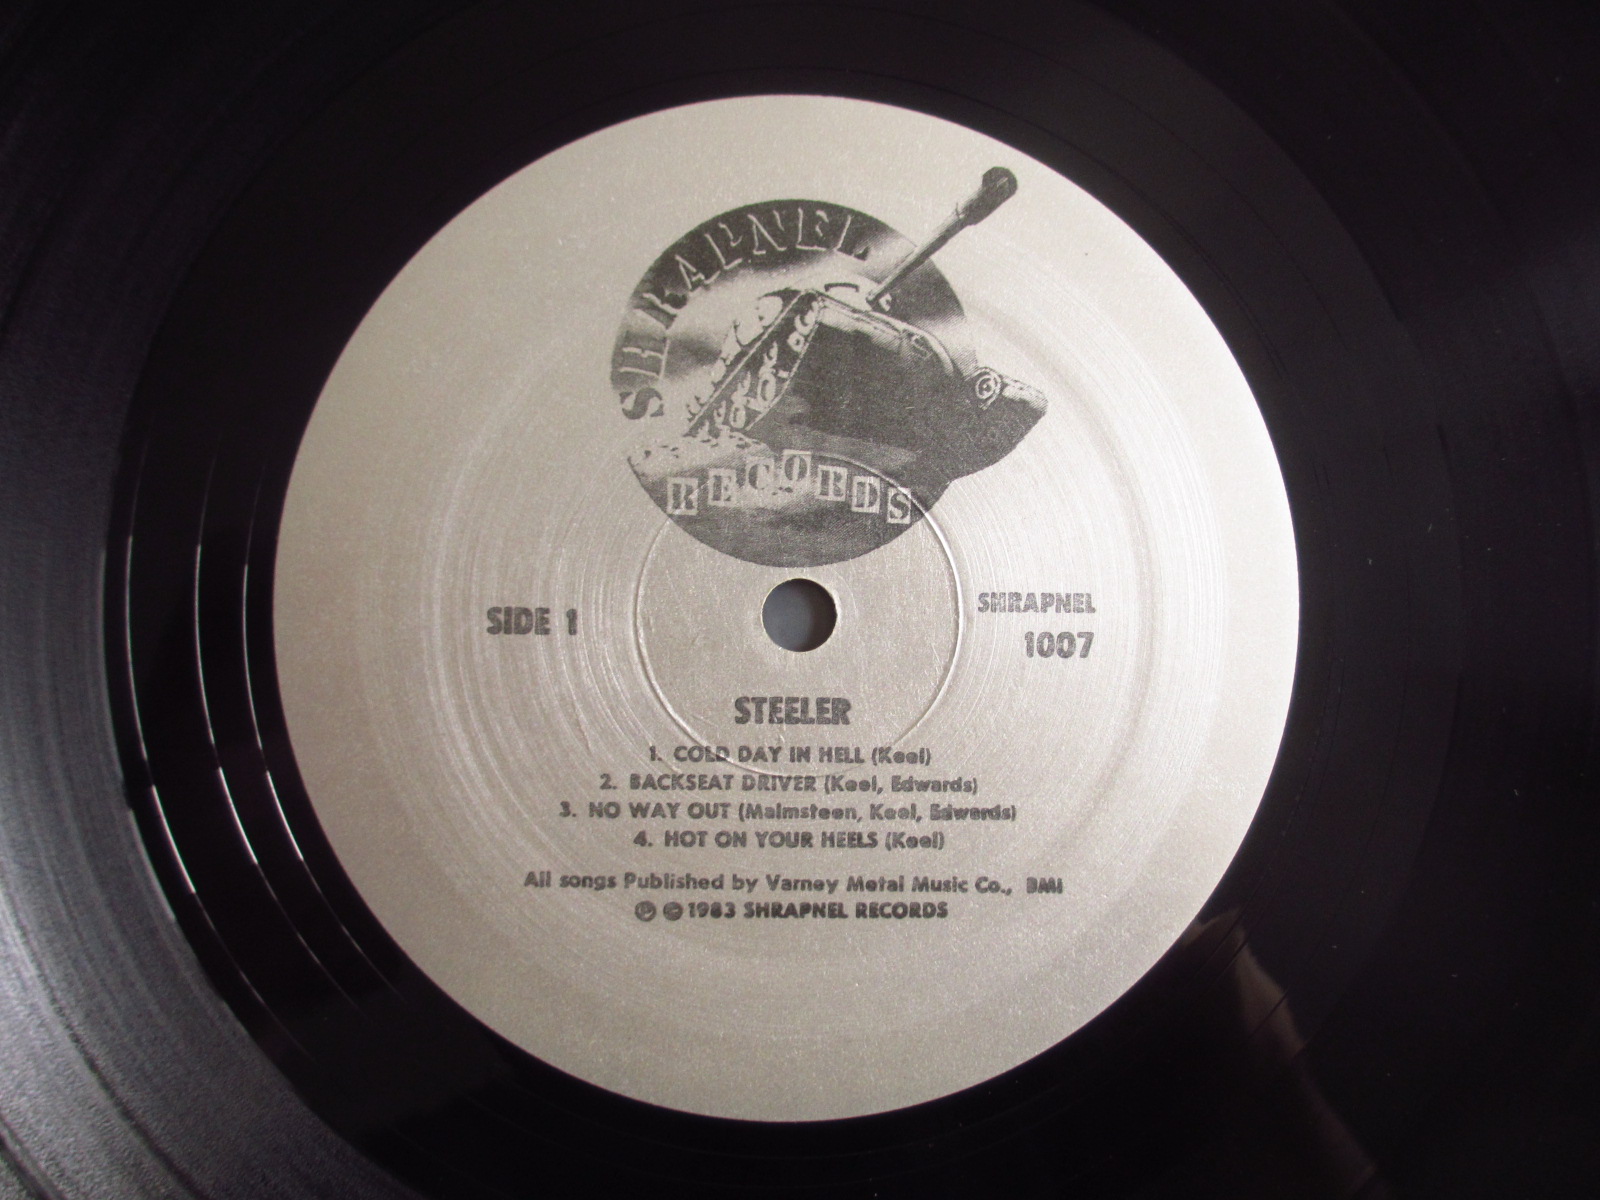 SHRAPNEL
RECORDS
SIDE 1
SHRAPNEL
1007
STEELER
1. COLD DAY IN HELL (Keel)
2. BACKSEAT DRIVER (Keel, Edwards)
3. NO WAY OUT (Malmsteen, Keel, Edwards)
4. HOT ON YOUR HEELS (Keel)
All songs Published by Varney Metal Music Co., BMI
℗ © 1983 SHRAPNEL RECORDS